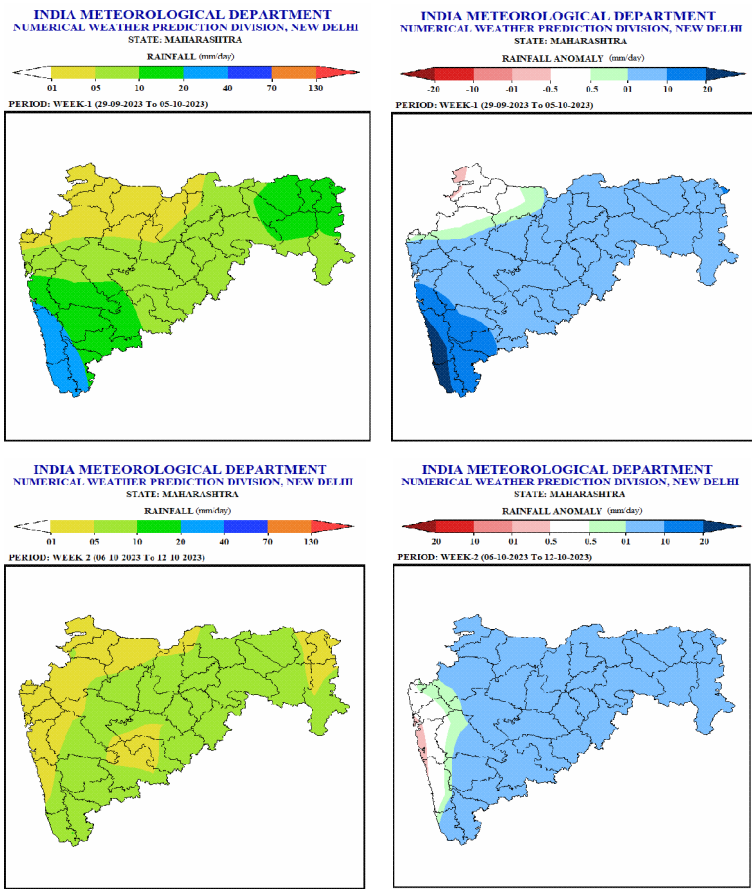 INDIA METEOROLOGICAL DEPARTMENT
NUMERICAL WEATHER PREDICTION DIVISION, NEW DELHI
STATE: MAHARASHTRA
RAINFALL (mm/day)
01 05 10 20 40 70 130
PERIOD: WEEK-1 (29-09-2023 To 05-10-2023)
INDIA METEOROLOGICAL DEPARTMENT
NUMERICAL WEATHER PREDICTION DIVISION, NEW DELHI
STATE: MAHARASHTRA
RAINFALL ANOMALY (mm/day)
-20 -10 -01 -0.5 0.5 01 10 20
PERIOD: WEEK-1 (29-09-2023 To 05-10-2023)
INDIA METEOROLOGICAL DEPARTMENT
NUMERICAL WEATHER PREDICTION DIVISION, NEW DELHI
STATE: MAHARASHTRA
RAINFALL (mm/day)
01 05 10 20 40 70 130
PERIOD: WEEK 2 (06 10 2023 To 12 10 2023)
INDIA METEOROLOGICAL DEPARTMENT
NUMERICAL WEATHER PREDICTION DIVISION, NEW DELHI
STATE: MAHARASHTRA
RAINFALL ANOMALY (mm/day)
20 10 01 0.5 0.5 01 10 20
PERIOD: WEEK-2 (06-10-2023 To 12-10-2023)